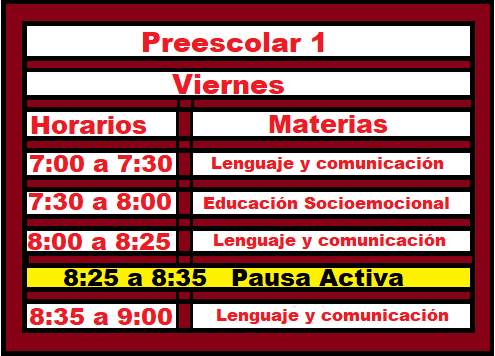 Preescolar 1
Viernes
Horarios Materias
7:00 a 7:30 Lenguaje y comunicación
7:30 a 8:00 Educación Socioemocional
8:00 a 8:25 Lenguaje y comunicación
8:25 a 8:35 Pausa Activa
8:35 a 9:00 Lenguaje y comunicación